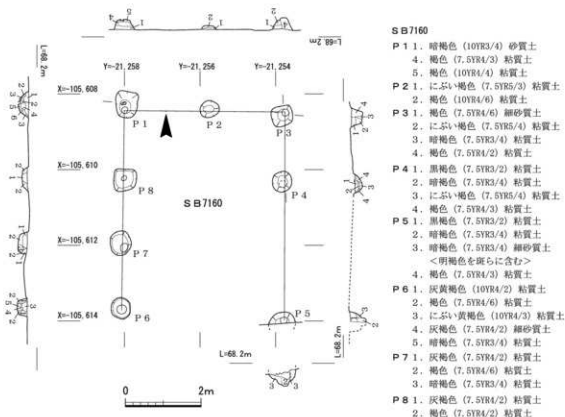 5 4 1
1
4 2 1
L=68.2m
L=68.2m
Y=-21,258
Y=-21,256
Y=-21,254
X=-105,608
P1
P2
P3
X=-105,610
P8
P4
SB7160
X=-105,612
P7
X=-105,614
P6
P5
L=68.2m
L=68.2m
0 2m
SB7160
P1 1. 暗褐色 (10YR3/4) 砂質土
4. 褐色 (7.5YR4/3) 粘質土
5. 褐色 (10YR4/4) 粘質土
P2 1. にぶい褐色 (7.5YR5/3) 粘質土
2. 褐色 (10YR4/6) 粘質土
P3 1. 褐色 (7.5YR4/6) 細砂質土
2. にぶい褐色 (7.5YR5/4) 粘質土
3. 暗褐色 (7.5YR3/4) 粘質土
4. 褐色 (7.5YR4/2) 粘質土
P4 1. 黒褐色 (7.5YR3/2) 粘質土
2. 暗褐色 (7.5YR3/4) 粘質土
3. にぶい褐色 (7.5YR5/4) 粘質土
4. 褐色 (7.5YR4/3) 粘質土
P5 1. 黒褐色 (7.5YR3/2) 粘質土
2. 暗褐色 (7.5YR3/4) 粘質土
3. 暗褐色 (7.5YR3/4) 細砂質土
<明褐色を斑らに含む>
4. 褐色 (7.5YR4/3) 粘質土
P6 1. 灰黄褐色 (10YR4/2) 粘質土
2. 褐色 (7.5YR4/6) 粘質土
3. にぶい黄褐色 (10YR4/3) 粘質土
4. 灰褐色 (7.5YR4/2) 細砂質土
5. 暗褐色 (7.5YR3/4) 粘質土
P7 1. 灰褐色 (7.5YR4/2) 粘質土
2. 褐色 (7.5YR4/6) 粘質土
3. 暗褐色 (7.5YR3/4) 粘質土
P8 1. 灰褐色 (7.5YR4/2) 粘質土
2. 褐色 (7.5YR4/2) 粘質土